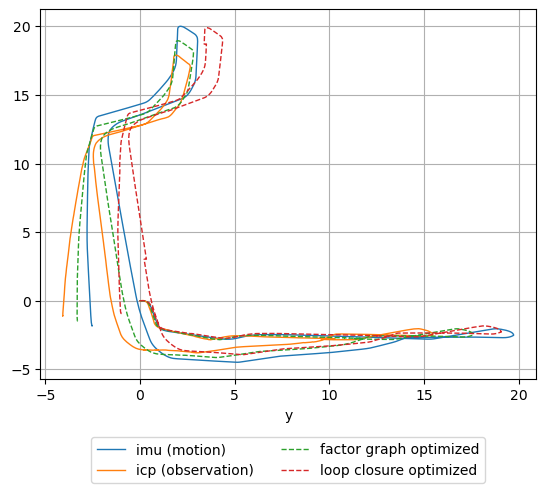 20
15
10
5
0
−5
−5 0 5 10 15 20
y
imu (motion) factor graph optimized
icp (observation) loop closure optimized